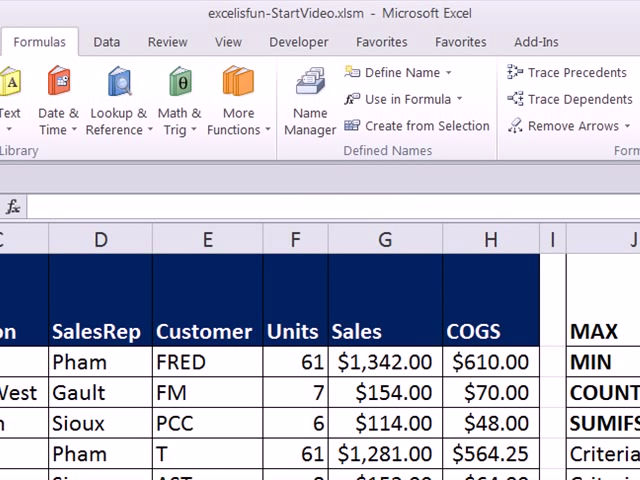 excelisfun-StartVideo.xlsm - Microsoft Excel
Formulas Data Review View Developer Favorites Favorites Add-Ins
Text Date & Time Lookup & Reference Math & Trig More Functions Name Manager
Define Name
Use in Formula
Create from Selection
Trace Precedents
Trace Dependents
Remove Arrows
Library Defined Names Form
fx
C D E F G H I J
on SalesRep Customer Units Sales COGS MAX
Pham FRED 61 $1,342.00 $610.00 MIN
West Gault FM 7 $154.00 $70.00 COUNT
n Sioux PCC 6 $114.00 $48.00 SUMIFS
Pham T 61 $1,281.00 $564.25 Criteria